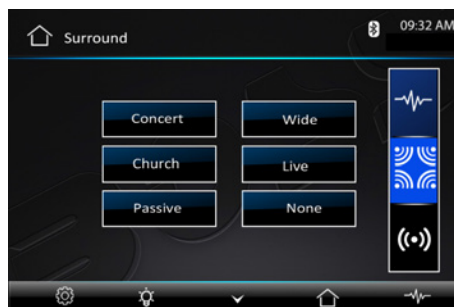 Surround
09:32 AM
Concert
Wide
Church
Live
Passive
None